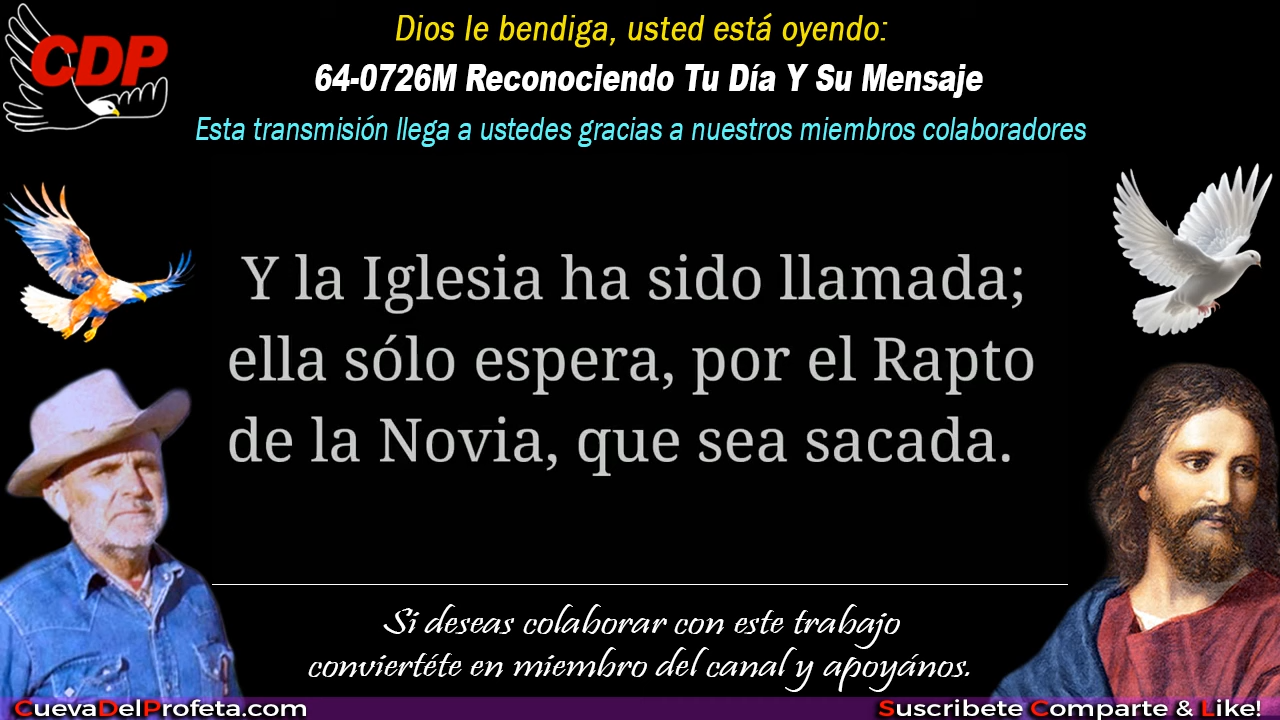 CDP
Dios le bendiga, usted está oyendo:
64-0726M Reconociendo Tu Día Y Su Mensaje
Esta transmisión llega a ustedes gracias a nuestros miembros colaboradores
Y la Iglesia ha sido llamada;
ella sólo espera, por el Rapto
de la Novia, que sea sacada.
Si deseas colaborar con este trabajo
conviertéte en miembro del canal y apoyános.
CuevaDelProfeta.com
Suscribete Comparte & Like!